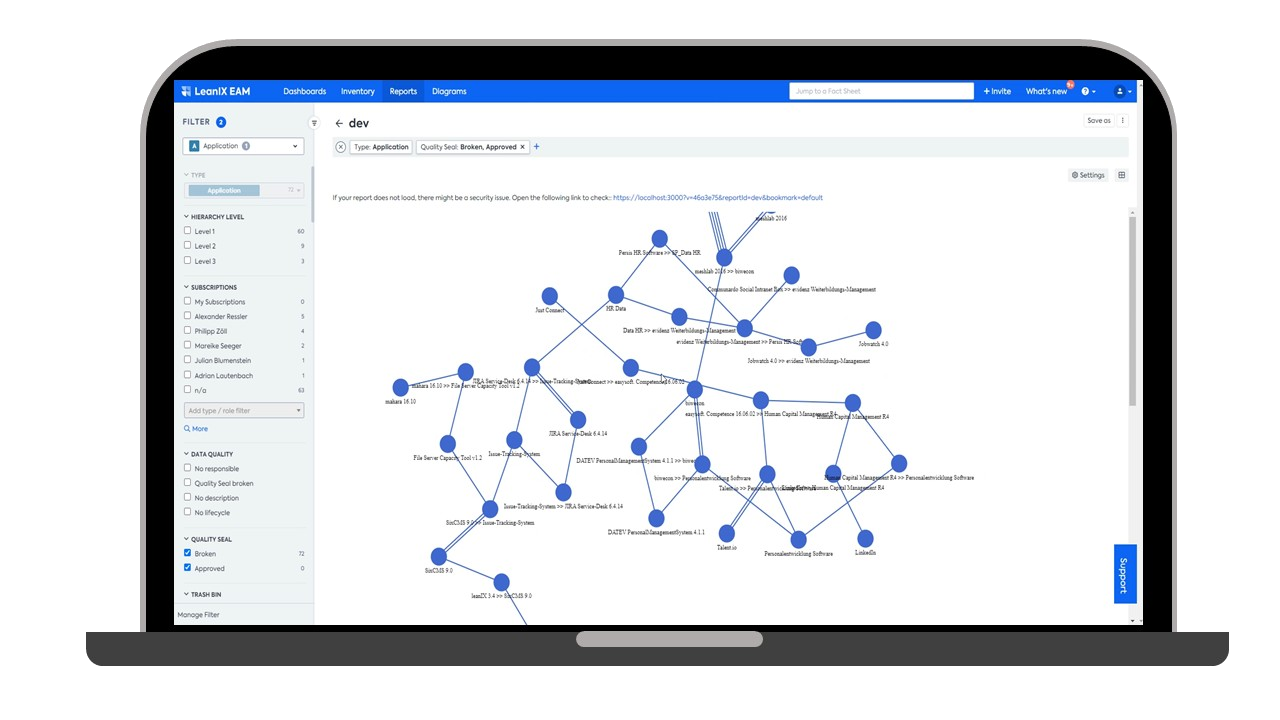 LeanIX EAM Dashboards Inventory Reports Diagrams Jump to a Fact Sheet + Invite What's new 9+
FILTER 2
Application 1
TYPE
Application
HIERARCHY LEVEL
Level 1 60
Level 2 9
Level 3 3
SUBSCRIPTIONS
My Subscriptions 0
Alexander Ressler 5
Philipp Zöll 4
Mareike Seeger 2
Julian Blumenstein 1
Adrian Lautenbach 1
n/a 63
Add type / role filter
More
DATA QUALITY
No responsible
Quality Seal broken
No description
No lifecycle
QUALITY SEAL
Broken 72
Approved 0
TRASH BIN
Manage Filter
dev
Save as
Type: Application Quality Seal: Broken, Approved
Settings
If your report does not load, there might be a security issue. Open the following link to check:: https://localhost:3000?v=46a3e75&reportId=dev&bookmark=default
meshlab 2016
Persis HR Software >> SF_Data HR
meshlab 2016 >> biwecon
Communardo Social Intranet >> evidenz Weiterbildungs-Management
Just Connect
HR Data
Data HR >> evidenz Weiterbildungs-Management
evidenz Weiterbildungs-Management >> Persis HR Software
Jobwatch 4.0
Jobwatch 4.0 >> evidenz Weiterbildungs-Management
mahara 16.10 >> File Server Capacity Tool v1.2
JIRA Service-Desk 6.4.14 >> Issue-Tracking-System
Just Connect >> easysoft. Competence 16.06.02
mahara 16.10
biwecon
easysoft. Competence 16.06.02 >> Human Capital Management R4
Human Capital Management R4
JIRA Service-Desk 6.4.14
File Server Capacity Tool v1.2
Issue-Tracking-System
DATEV PersonalManagementSystem 4.1.1 >> biwecon
biwecon >> Personalentwicklung Software
Human Capital Management R4 >> Personalentwicklung Software
Talent.io >> Personalentwicklung Software
LinkedIn >> Human Capital Management R4
Issue-Tracking-System >> JIRA Service-Desk 6.4.14
SixCMS 9.0 >> Issue-Tracking-System
DATEV PersonalManagementSystem 4.1.1
Talent.io
Personalentwicklung Software
LinkedIn
SixCMS 9.0
leanIX 3.4 >> SixCMS 9.0
Support